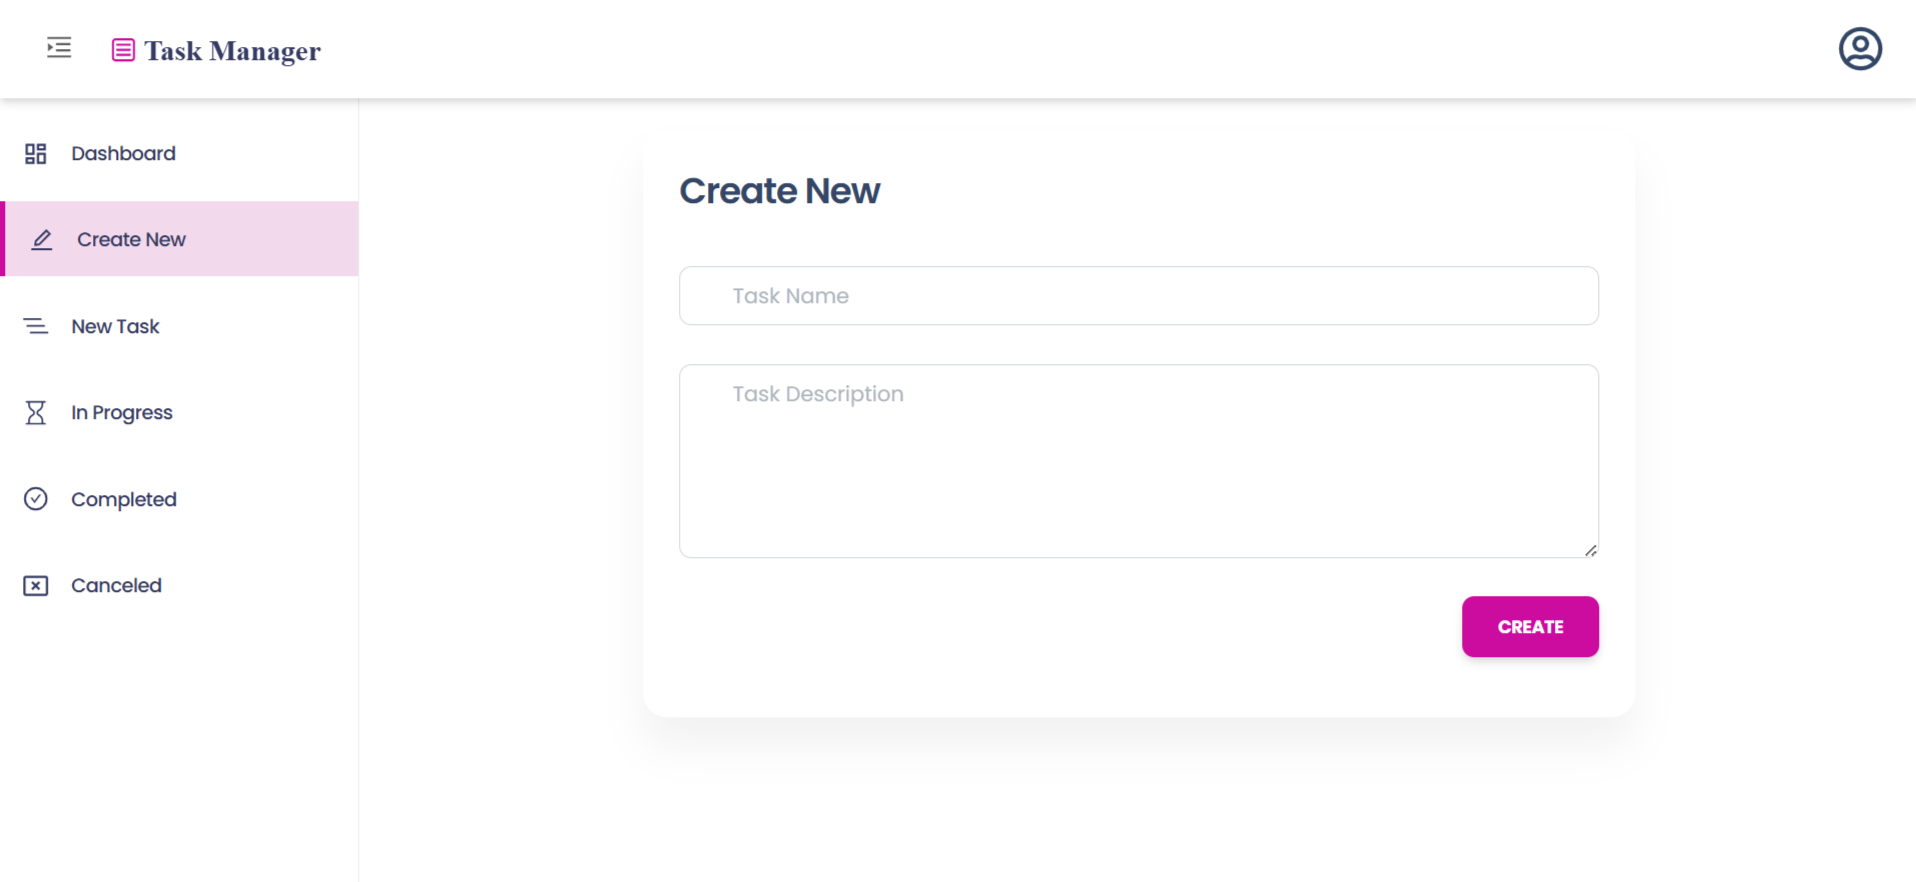 Task Manager
Dashboard
Create New
New Task
In Progress
Completed
Canceled
Create New
Task Name
Task Description
CREATE